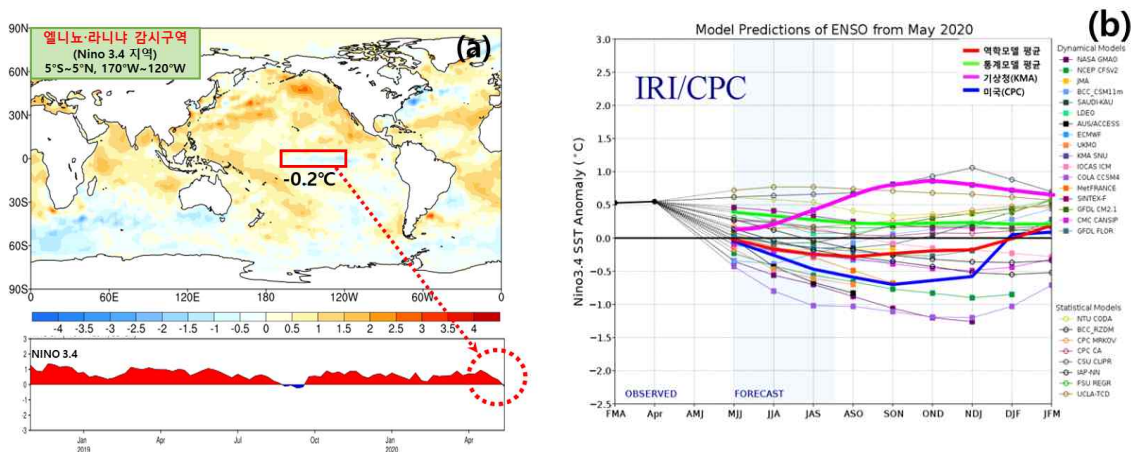 엘니뇨·라니냐 감시구역
(Nino 3.4 지역)
5°S~5°N, 170°W~120°W
(a)
90N
60N
30N
0
30S
60S
90S
-0.2℃
0 60E 120E 180 120W 60W 0
-4 -3.5 -3 -2.5 -2 -1.5 -1 -0.5 0 0.5 1 1.5 2 2.5 3 3.5 4
NINO 3.4
3
2
1
0
-1
-2
-3
Jan Apr Jul Oct Jan Apr
2019 2020
(b)
Model Predictions of ENSO from May 2020
Nino3.4 SST Anomaly (°C)
3.0
2.5
2.0
1.5
1.0
0.5
0.0
-0.5
-1.0
-1.5
-2.0
-2.5
IRI/CPC
역학모델 평균
통계모델 평균
기상청(KMA)
미국(CPC)
OBSERVED
FORECAST
FMA Apr AMJ MJJ JJA JAS ASO SON OND NDJ DJF JFM
Dynamical Models
NASA GMAO
NCEP CFSv2
JMA
BCC_CSM11m
SAUDI-KAU
LDEO
AUS/ACCESS
ECMWF
UKMO
KMA SNU
IOCAS ICM
COLA CCSM4
MetFRANCE
SINTEX-F
GFDL CM2.1
CMC CANSIP
GFDL FLOR
Statistical Models
NTU CODA
BCC_RZDM
CPC MRKOV
CPC CA
CSU CLIPR
IAP-NN
FSU REGR
UCLA-TCD